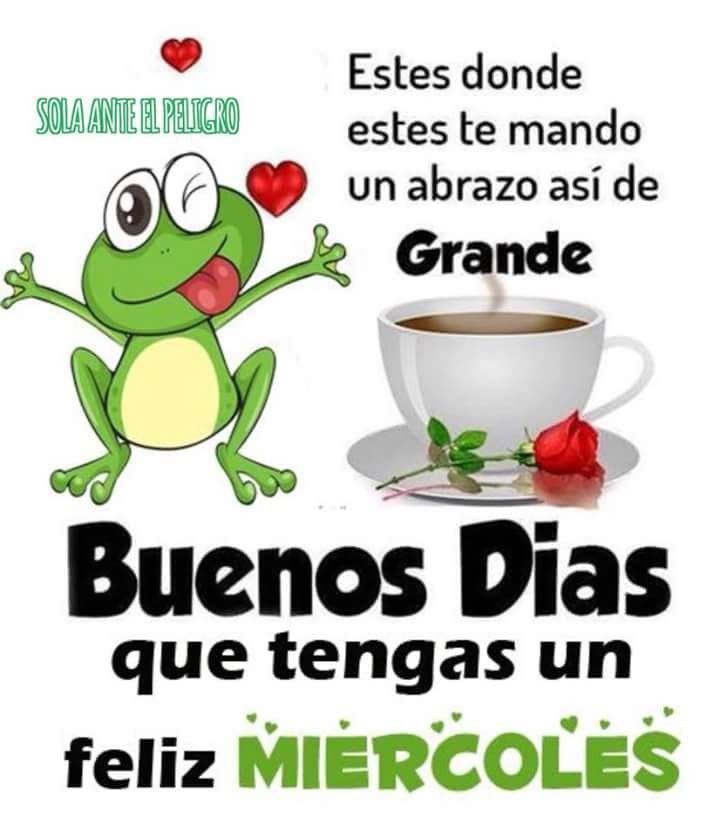 SOLA ANTE EL PELIGRO
Estes donde
estes te mando
un abrazo así de
Grande
Buenos Dias
que tengas un
feliz MIERCOLES